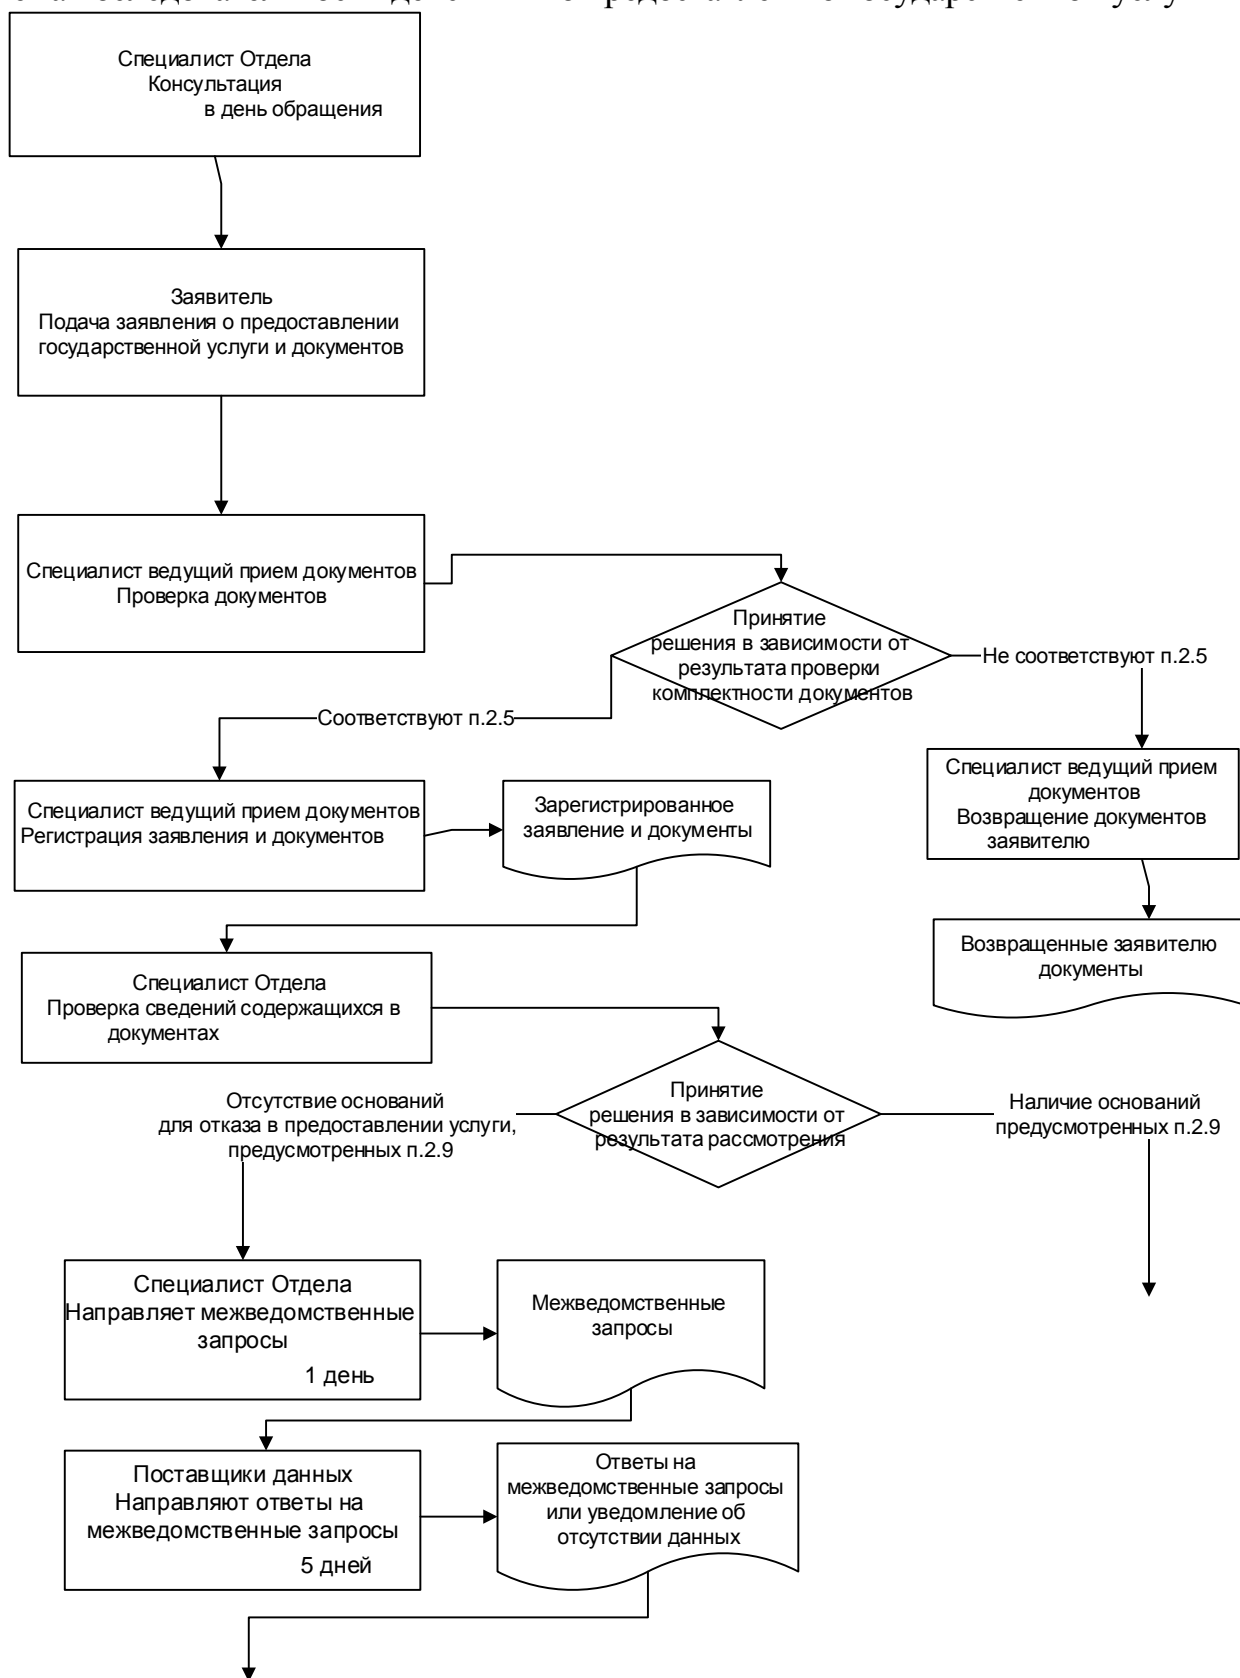 Специалист Отдела
Консультация
в день обращения
Заявитель
Подача заявления о предоставлении
государственной услуги и документов
Специалист ведущий прием документов
Проверка документов
Принятие
решения в зависимости от
результата проверки
комплектности документов
Не соответствуют п.2.5
Соответствуют п.2.5
Специалист ведущий прием
документов
Возвращение документов
заявителю
Специалист ведущий прием документов
Регистрация заявления и документов
Зарегистрированное
заявление и документы
Возвращенные заявителю
документы
Специалист Отдела
Проверка сведений содержащихся в
документах
Принятие
решения в зависимости от
результата рассмотрения
Отсутствие оснований
для отказа в предоставлении услуги,
предусмотренных п.2.9
Наличие оснований
предусмотренных п.2.9
Специалист Отдела
Направляет межведомственные
запросы
1 день
Межведомственные
запросы
Поставщики данных
Направляют ответы на
межведомственные запросы
5 дней
Ответы на
межведомственные запросы
или уведомление об
отсутствии данных